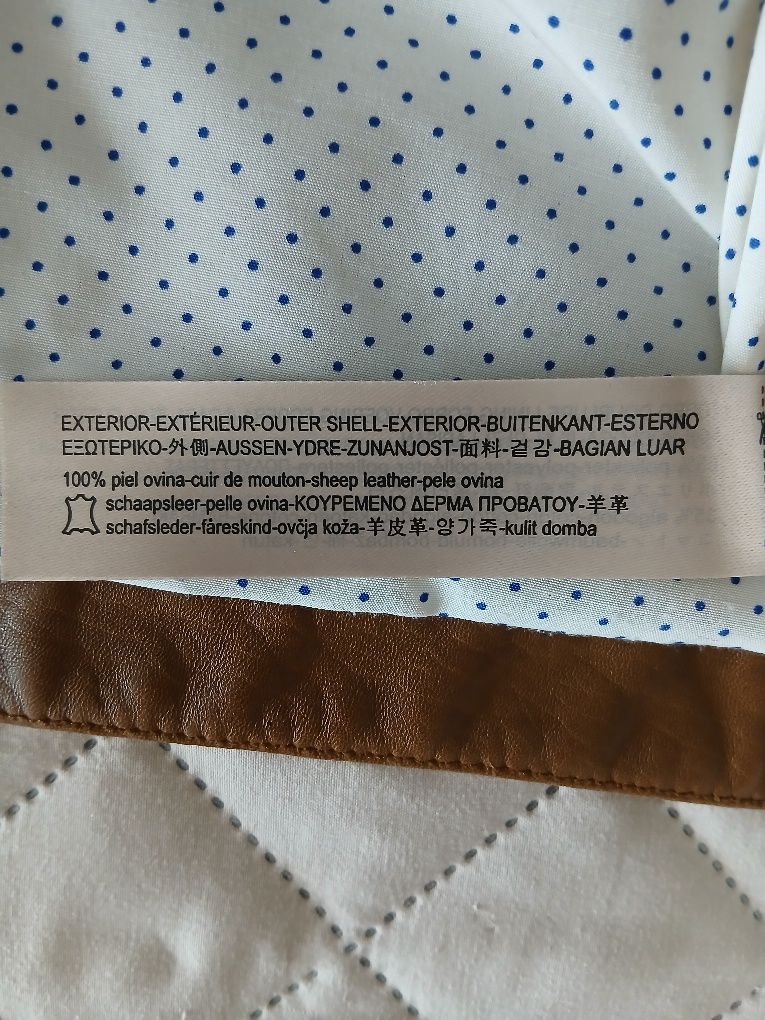 EXTERIOR-EXTÉRIEUR-OUTER SHELL-EXTERIOR-BUITENKANT-ESTERNO
ΕΞΩΤΕΡΙΚΟ-外側-AUSSEN-YDRE-ZUNANJOST-面料-겉감-BAGIAN LUAR
100% piel ovina-cuir de mouton-sheep leather-pele ovina
schaapsleer-pelle ovina-ΚΟΥΡΕΜΕΝΟ ΔΕΡΜΑ ΠΡΟΒΑΤΟΥ-羊革
schafsleder-fåreskind-ovčja koža-羊皮革-양가죽-kulit domba